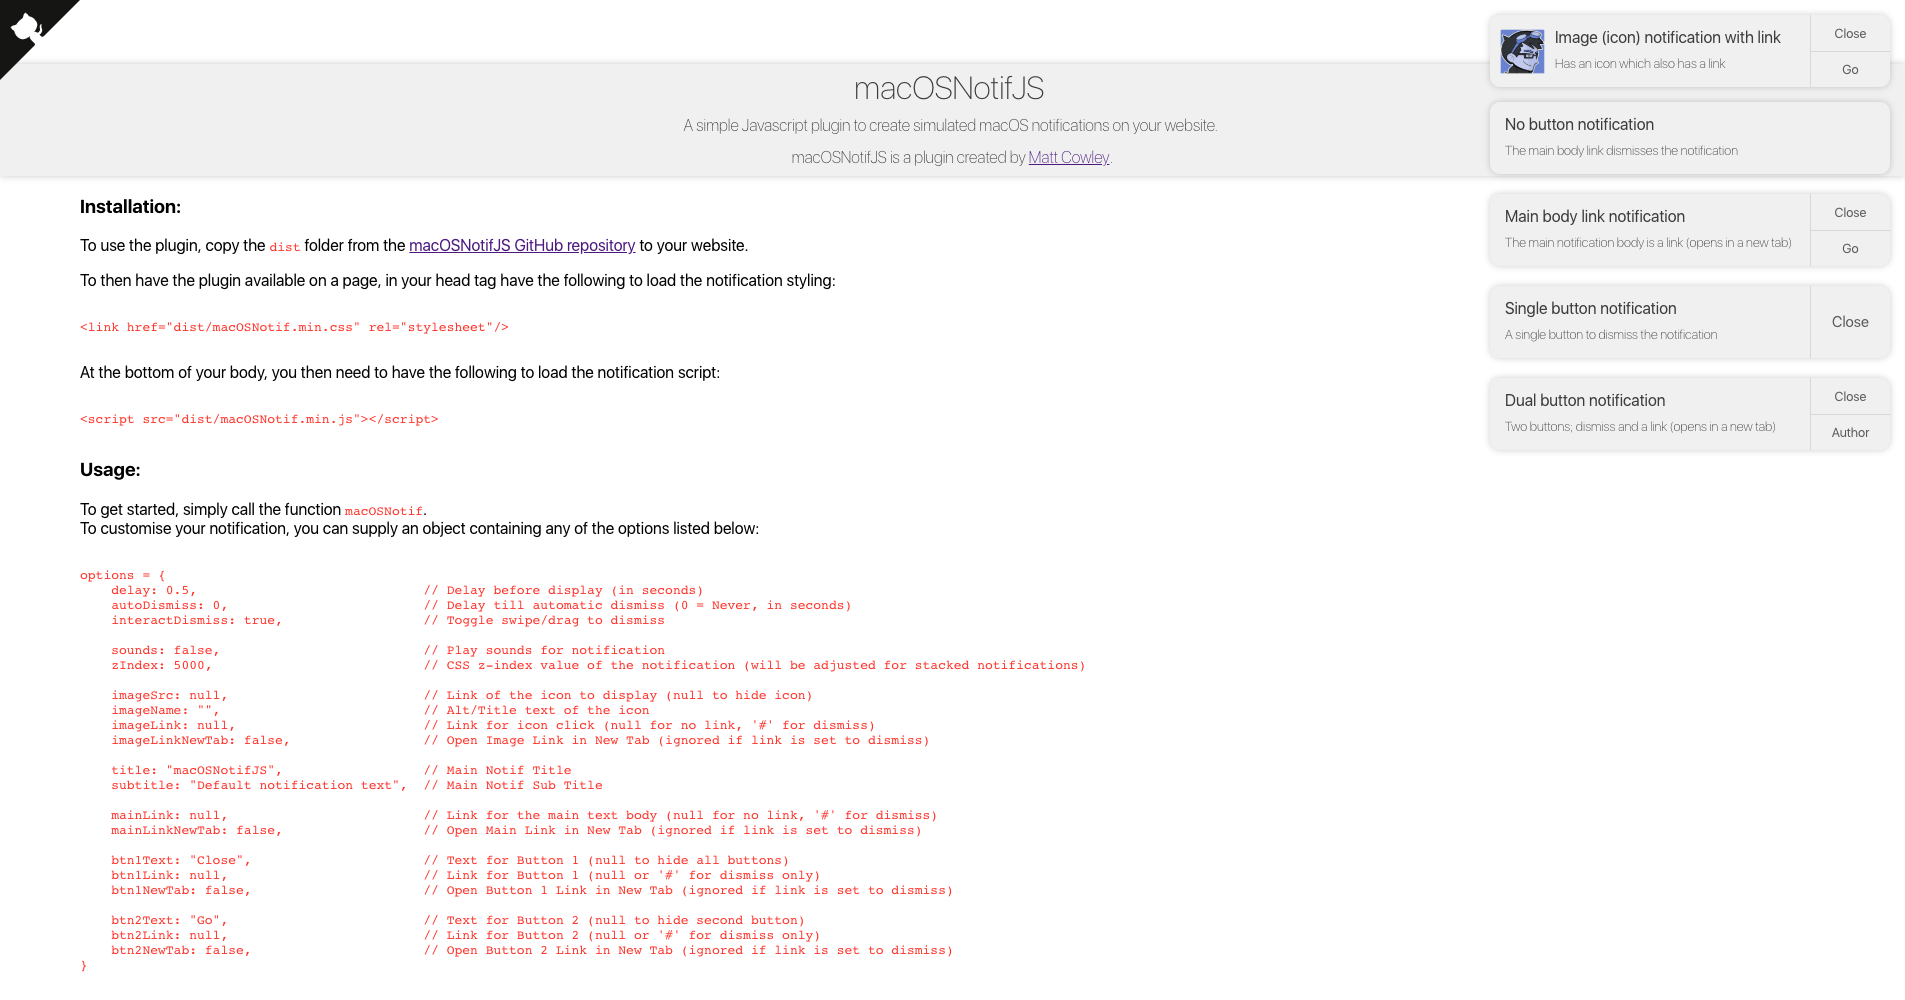 macOSNotifJS
A simple Javascript plugin to create simulated macOS notifications on your website.
macOSNotifJS is a plugin created by Matt Cowley.
Image (icon) notification with link
Has an icon which also has a link
Close
Go
No button notification
The main body link dismisses the notification
Main body link notification
The main notification body is a link (opens in a new tab)
Close
Go
Single button notification
A single button to dismiss the notification
Close
Dual button notification
Two buttons; dismiss and a link (opens in a new tab)
Close
Author
Installation:
To use the plugin, copy the dist folder from the macOSNotifJS GitHub repository to your website.
To then have the plugin available on a page, in your head tag have the following to load the notification styling:
<link href="dist/macOSNotif.min.css" rel="stylesheet"/>
At the bottom of your body, you then need to have the following to load the notification script:
<script src="dist/macOSNotif.min.js"></script>
Usage:
To get started, simply call the function macOSNotif.
To customise your notification, you can supply an object containing any of the options listed below:
options = {
    delay: 0.5,                             // Delay before display (in seconds)
    autoDismiss: 0,                         // Delay till automatic dismiss (0 = Never, in seconds)
    interactDismiss: true,                  // Toggle swipe/drag to dismiss
    sounds: false,                          // Play sounds for notification
    zIndex: 5000,                           // CSS z-index value of the notification (will be adjusted for stacked notifications)
    imageSrc: null,                         // Link of the icon to display (null to hide icon)
    imageName: "",                          // Alt/Title text of the icon
    imageLink: null,                        // Link for icon click (null for no link, '#' for dismiss)
    imageLinkNewTab: false,                 // Open Image Link in New Tab (ignored if link is set to dismiss)
    title: "macOSNotifJS",                  // Main Notif Title
    subtitle: "Default notification text",  // Main Notif Sub Title
    mainLink: null,                         // Link for the main text body (null for no link, '#' for dismiss)
    mainLinkNewTab: false,                  // Open Main Link in New Tab (ignored if link is set to dismiss)
    btn1Text: "Close",                      // Text for Button 1 (null to hide all buttons)
    btn1Link: null,                         // Link for Button 1 (null or '#' for dismiss only)
    btn1NewTab: false,                      // Open Button 1 Link in New Tab (ignored if link is set to dismiss)
    btn2Text: "Go",                         // Text for Button 2 (null to hide second button)
    btn2Link: null,                         // Link for Button 2 (null or '#' for dismiss only)
    btn2NewTab: false,                      // Open Button 2 Link in New Tab (ignored if link is set to dismiss)
}